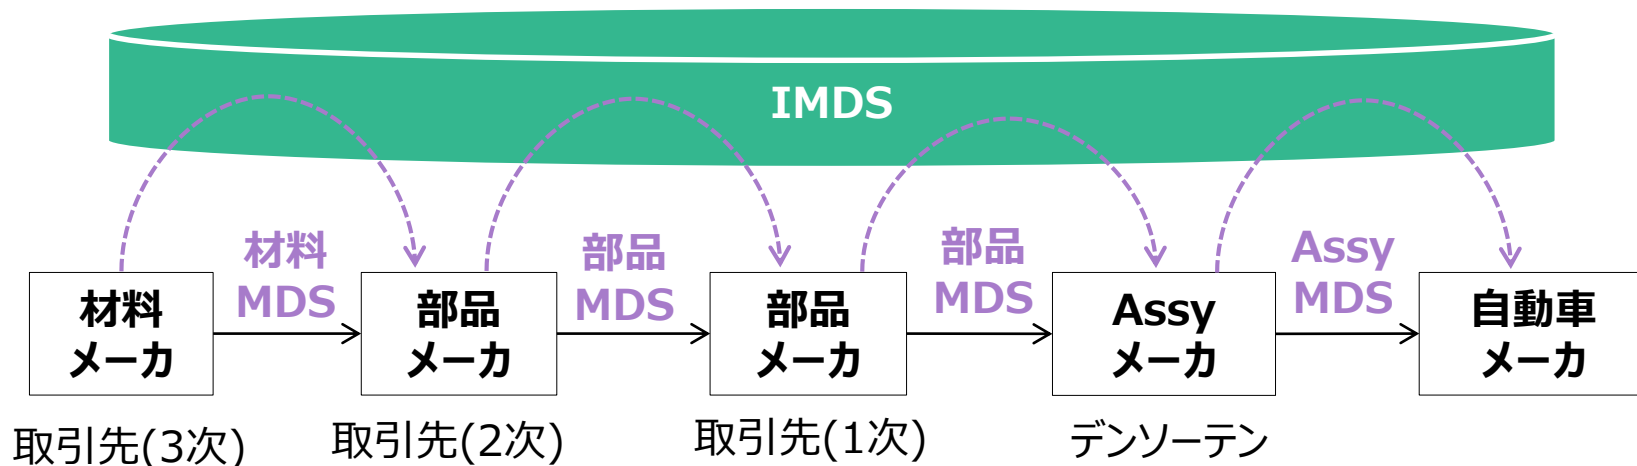 IMDS
材料
MDS
部品
MDS
部品
MDS
Assy
MDS
材料
メーカ
部品
メーカ
部品
メーカ
Assy
メーカ
自動車
メーカ
取引先(3次)
取引先(2次)
取引先(1次)
デンソーテン